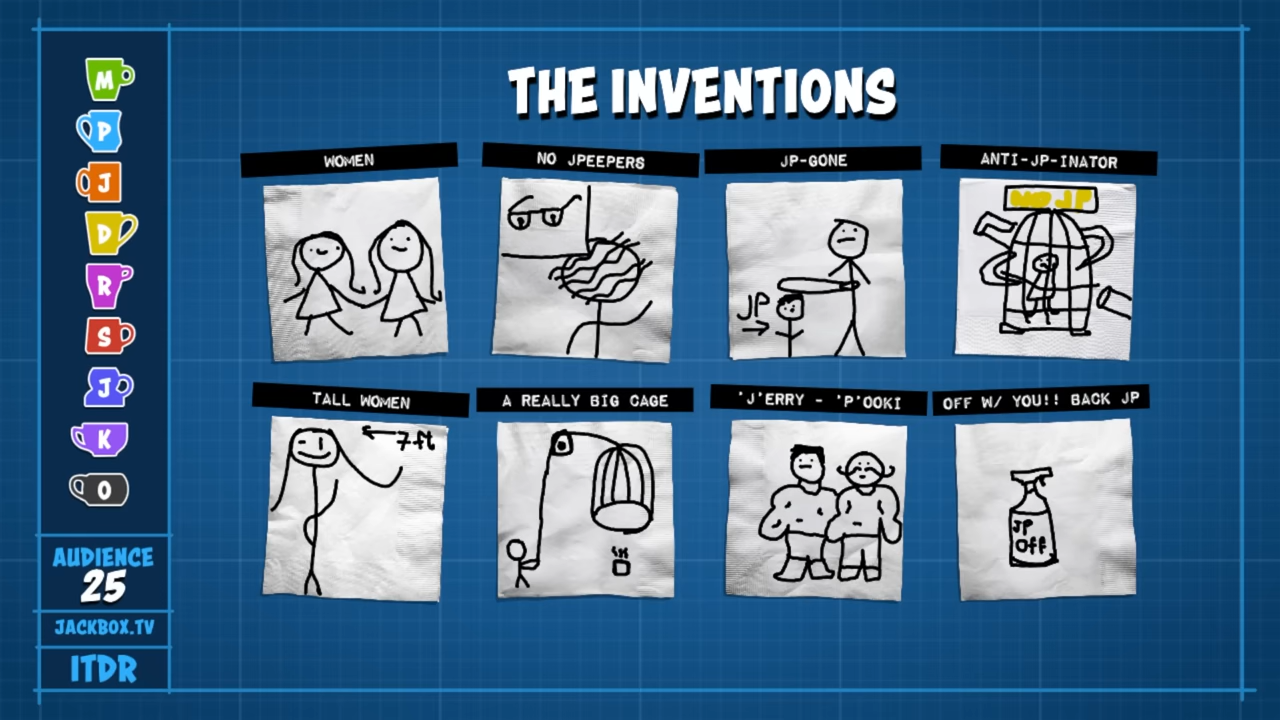 THE INVENTIONS
M
P
J
D
R
S
J
K
O
AUDIENCE
25
JACKBOX.TV
ITDR
WOMEN
NO JPEEPERS
JP-GONE
JP
ANTI-JP-INATOR
JP
TALL WOMEN
7ft
A REALLY BIG CAGE
'J'ERRY - 'P'OOKI
OFF W/ YOU!! BACK JP
JP
Off